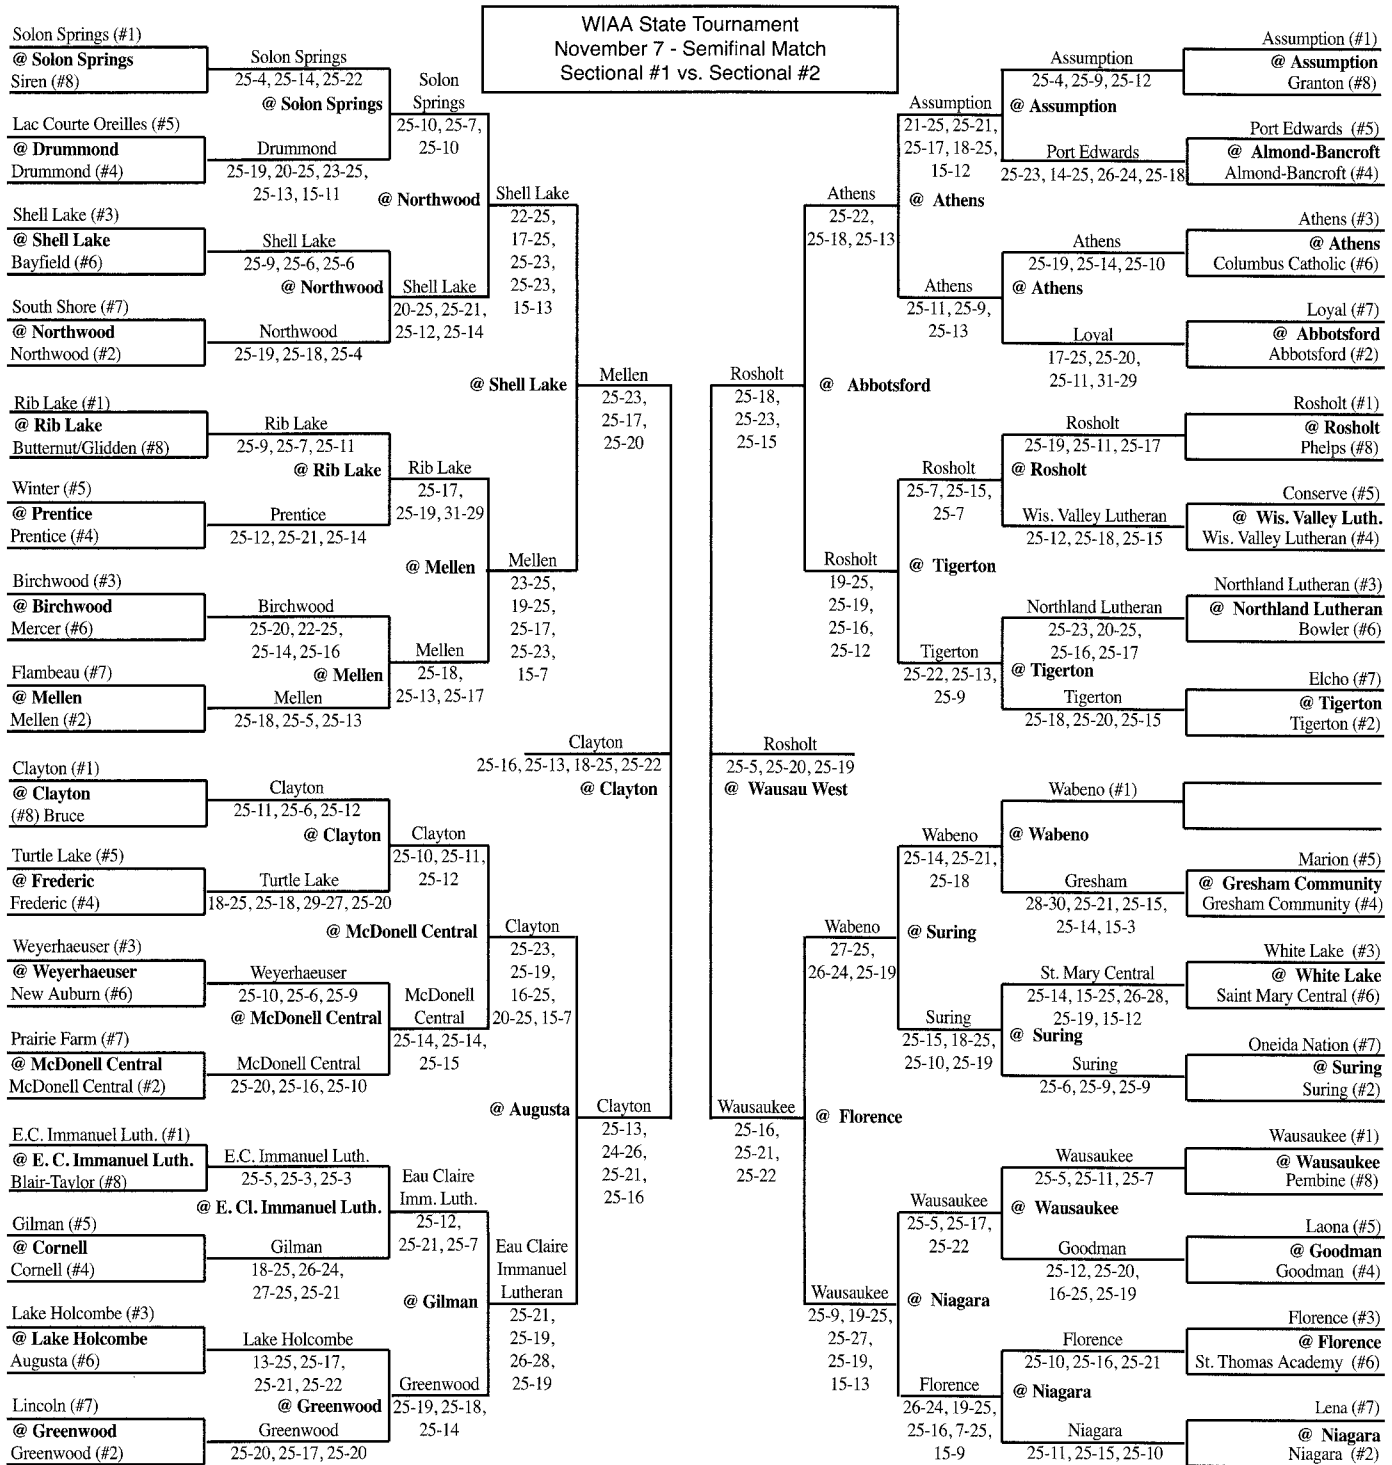 WIAA State Tournament
November 7 - Semifinal Match
Sectional #1 vs. Sectional #2
Solon Springs (#1)
@ Solon Springs
Siren (#8)
Lac Courte Oreilles (#5)
@ Drummond
Drummond (#4)
Shell Lake (#3)
@ Shell Lake
Bayfield (#6)
South Shore (#7)
@ Northwood
Northwood (#2)
Rib Lake (#1)
@ Rib Lake
Butternut/Glidden (#8)
Winter (#5)
@ Prentice
Prentice (#4)
Birchwood (#3)
@ Birchwood
Mercer (#6)
Flambeau (#7)
@ Mellen
Mellen (#2)
Clayton (#1)
@ Clayton
(#8) Bruce
Turtle Lake (#5)
@ Frederic
Frederic (#4)
Weyerhaeuser (#3)
@ Weyerhaeuser
New Auburn (#6)
Prairie Farm (#7)
@ McDonell Central
McDonell Central (#2)
E.C. Immanuel Luth. (#1)
@ E. C. Immanuel Luth.
Blair-Taylor (#8)
Gilman (#5)
@ Cornell
Cornell (#4)
Lake Holcombe (#3)
@ Lake Holcombe
Augusta (#6)
Lincoln (#7)
@ Greenwood
Greenwood (#2)
Solon Springs
25-4, 25-14, 25-22
@ Solon Springs
Drummond
25-19, 20-25, 23-25,
25-13, 15-11
Shell Lake
25-9, 25-6, 25-6
@ Northwood
Northwood
25-19, 25-18, 25-4
Rib Lake
25-9, 25-7, 25-11
@ Rib Lake
Prentice
25-12, 25-21, 25-14
Birchwood
25-20, 22-25,
25-14, 25-16
@ Mellen
Mellen
25-18, 25-5, 25-13
Clayton
25-11, 25-6, 25-12
@ Clayton
Turtle Lake
18-25, 25-18, 29-27, 25-20
Weyerhaeuser
25-10, 25-6, 25-9
@ McDonell Central
McDonell Central
25-20, 25-16, 25-10
E.C. Immanuel Luth.
25-5, 25-3, 25-3
@ E. Cl. Immanuel Luth.
Gilman
18-25, 26-24,
27-25, 25-21
Lake Holcombe
13-25, 25-17,
25-21, 25-22
@ Greenwood
Greenwood
25-20, 25-17, 25-20
Solon
Springs
25-10, 25-7,
25-10
@ Northwood
Shell Lake
20-25, 25-21,
25-12, 25-14
Rib Lake
25-17,
25-19, 31-29
@ Mellen
Mellen
25-18,
25-13, 25-17
Clayton
25-10, 25-11,
25-12
@ McDonell Central
McDonell
Central
25-14, 25-14,
25-15
Eau Claire
Imm. Luth.
25-12,
25-21, 25-7
@ Gilman
Greenwood
25-19, 25-18,
25-14
Shell Lake
22-25,
17-25,
25-23,
25-23,
15-13
@ Shell Lake
Mellen
23-25,
19-25,
25-17,
25-23,
15-7
Clayton
25-23,
25-19,
16-25,
20-25, 15-7
@ Augusta
Eau Claire
Immanuel
Lutheran
25-21,
25-19,
26-28,
25-19
Mellen
25-23,
25-17,
25-20
Clayton
25-16, 25-13, 18-25, 25-22
@ Clayton
Clayton
25-13,
24-26,
25-21,
25-16
Rosholt
25-18,
25-23,
25-15
Rosholt
25-5, 25-20, 25-19
@ Wausau West
Wausaukee
25-16,
25-21,
25-22
Athens
25-22,
25-18, 25-13
@ Abbotsford
Rosholt
19-25,
25-19,
25-16,
25-12
Wabeno
27-25,
26-24, 25-19
@ Florence
Wausaukee
25-9, 19-25,
25-27,
25-19,
15-13
Assumption
21-25, 25-21,
25-17, 18-25,
15-12
@ Athens
Athens
25-11, 25-9,
25-13
Rosholt
25-7, 25-15,
25-7
@ Tigerton
Tigerton
25-22, 25-13,
25-9
Wabeno
25-14, 25-21,
25-18
@ Suring
Suring
25-15, 18-25,
25-10, 25-19
Wausaukee
25-5, 25-17,
25-22
@ Niagara
Florence
26-24, 19-25,
25-16, 7-25,
15-9
Assumption
25-4, 25-9, 25-12
@ Assumption
Port Edwards
25-23, 14-25, 26-24, 25-18
Athens
25-19, 25-14, 25-10
@ Athens
Loyal
17-25, 25-20,
25-11, 31-29
Rosholt
25-19, 25-11, 25-17
@ Rosholt
Wis. Valley Lutheran
25-12, 25-18, 25-15
Northland Lutheran
25-23, 20-25,
25-16, 25-17
@ Tigerton
Tigerton
25-18, 25-20, 25-15
Wabeno (#1)
@ Wabeno
Gresham
28-30, 25-21, 25-15,
25-14, 15-3
St. Mary Central
25-14, 15-25, 26-28,
25-19, 15-12
@ Suring
Suring
25-6, 25-9, 25-9
Wausaukee
25-5, 25-11, 25-7
@ Wausaukee
Goodman
25-12, 25-20,
16-25, 25-19
Florence
25-10, 25-16, 25-21
@ Niagara
Niagara
25-11, 25-15, 25-10
Assumption (#1)
@ Assumption
Granton (#8)
Port Edwards (#5)
@ Almond-Bancroft
Almond-Bancroft (#4)
Athens (#3)
@ Athens
Columbus Catholic (#6)
Loyal (#7)
@ Abbotsford
Abbotsford (#2)
Rosholt (#1)
@ Rosholt
Phelps (#8)
Conserve (#5)
@ Wis. Valley Luth.
Wis. Valley Lutheran (#4)
Northland Lutheran (#3)
@ Northland Lutheran
Bowler (#6)
Elcho (#7)
@ Tigerton
Tigerton (#2)
Marion (#5)
@ Gresham Community
Gresham Community (#4)
White Lake (#3)
@ White Lake
Saint Mary Central (#6)
Oneida Nation (#7)
@ Suring
Suring (#2)
Wausaukee (#1)
@ Wausaukee
Pembine (#8)
Laona (#5)
@ Goodman
Goodman (#4)
Florence (#3)
@ Florence
St. Thomas Academy (#6)
Lena (#7)
@ Niagara
Niagara (#2)